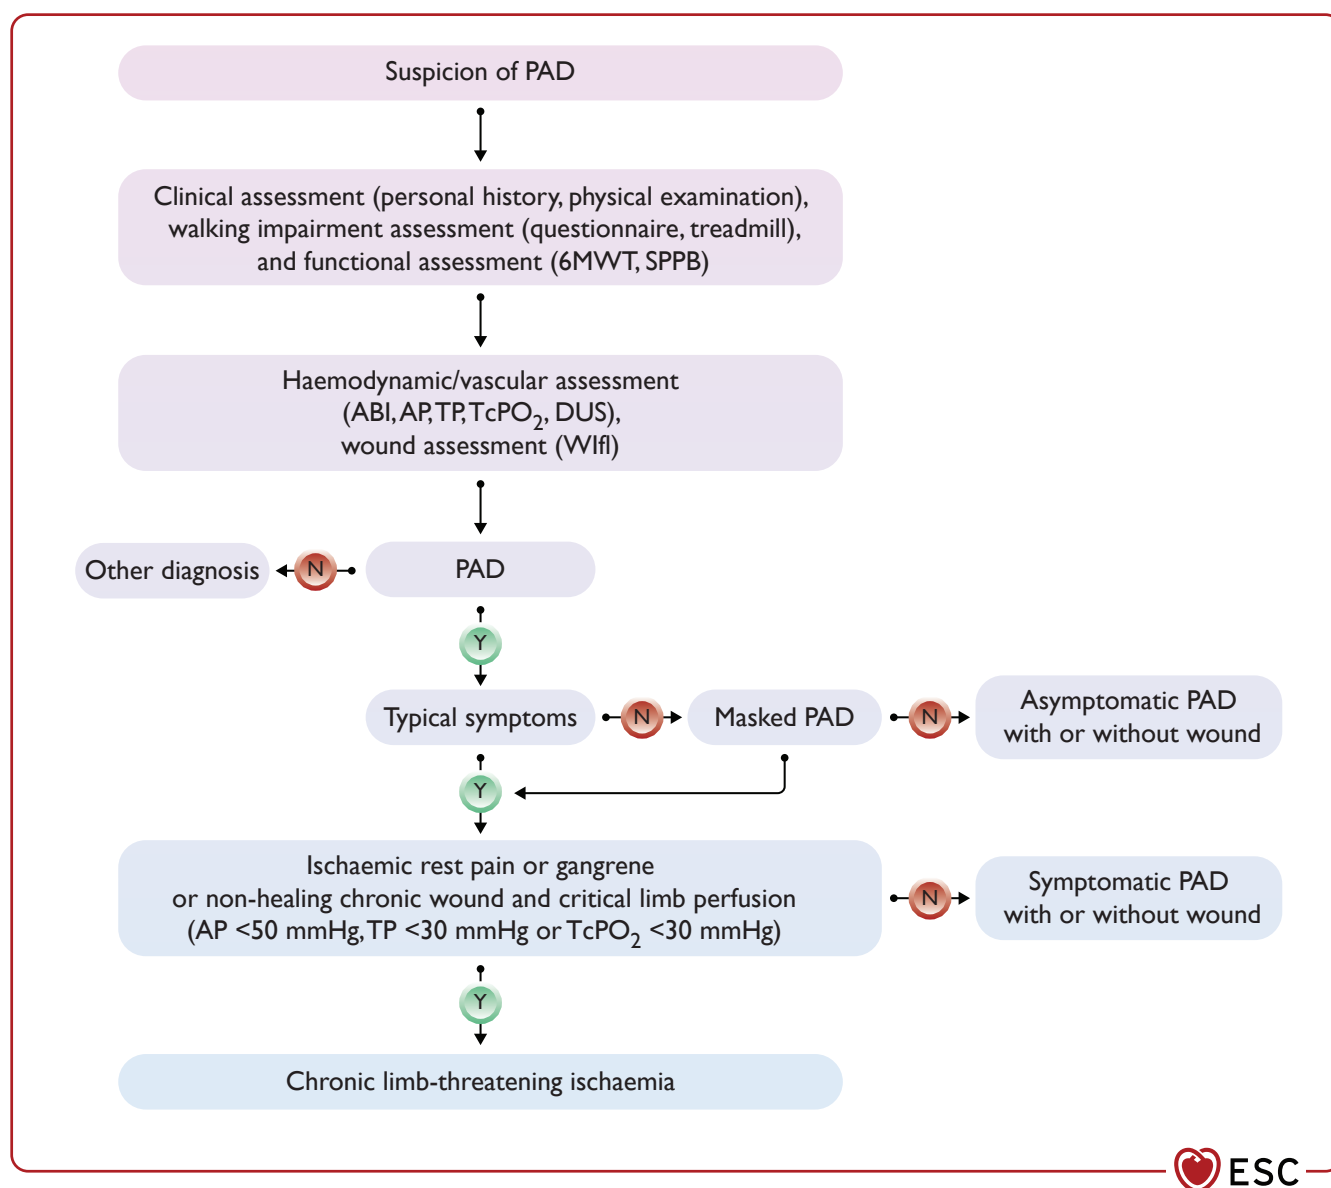 Suspicion of PAD
Clinical assessment (personal history, physical examination),
walking impairment assessment (questionnaire, treadmill),
and functional assessment (6MWT, SPPB)
Haemodynamic/vascular assessment
(ABI, AP, TP, TcPO2, DUS),
wound assessment (WIfI)
Other diagnosis
N
PAD
Y
Typical symptoms
N
Masked PAD
N
Asymptomatic PAD
with or without wound
Y
Ischaemic rest pain or gangrene
or non-healing chronic wound and critical limb perfusion
(AP <50 mmHg, TP <30 mmHg or TcPO2 <30 mmHg)
N
Symptomatic PAD
with or without wound
Y
Chronic limb-threatening ischaemia
ESC